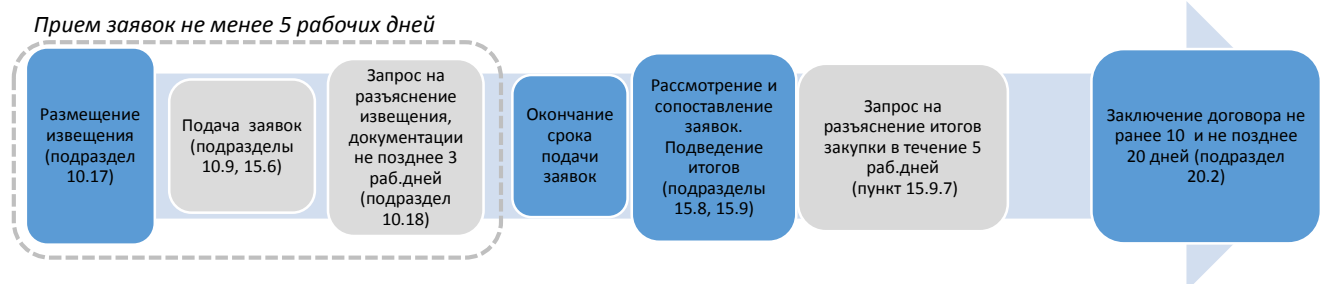 Прием заявок не менее 5 рабочих дней
Размещение
извещения
(подраздел
10.17)
Подача заявок
(подразделы
10.9, 15.6)
Запрос на
разъяснение
извещения,
документации
не позднее 3
раб.дней
(подраздел
10.18)
Окончание
срока
подачи
заявок
Рассмотрение и
сопоставление
заявок.
Подведение
итогов
(подразделы
15.8, 15.9)
Запрос на
разъяснение итогов
закупки в течение 5
раб.дней
(пункт 15.9.7)
Заключение договора не
ранее 10 и не позднее
20 дней (подраздел
20.2)